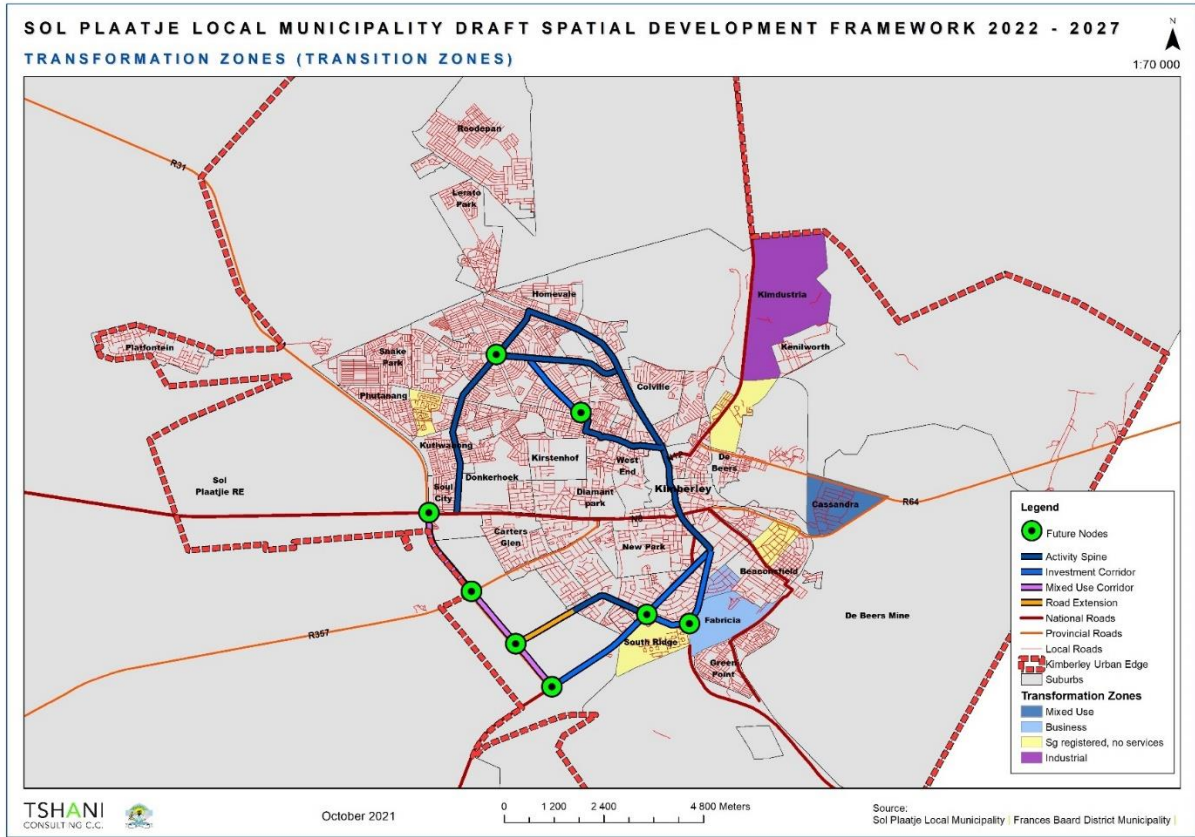 SOL PLAATJE LOCAL MUNICIPALITY DRAFT SPATIAL DEVELOPMENT FRAMEWORK 2022 - 2027
TRANSFORMATION ZONES (TRANSITION ZONES)
N
1:70 000
Roodepan
R31
Lerato
Park
Homevale
Kimdustria
Kenilworth
Platfontein
Snake
Park
Phutanang
Colville
Kutlwanong
Kirstenhof
West
End
N12
De
Beers
Donkerhoek
Soul
City
Sol
Plaatjie RE
Diamant
park
Kimberley
Cassandra
R64
N8
Carters
Glen
New Park
Beaconsfield
De Beers Mine
Fabricia
South Ridge
Green
Point
R357
Legend
Future Nodes
Activity Spine
Investment Corridor
Mixed Use Corridor
Road Extension
National Roads
Provincial Roads
Local Roads
Kimberley Urban Edge
Suburbs
Transformation Zones
Mixed Use
Business
Sg registered, no services
Industrial
TSHANI
CONSULTING C.C.
October 2021
0 1 200 2 400 4 800 Meters
Source:
Sol Plaatje Local Municipality | Frances Baard District Municipality |